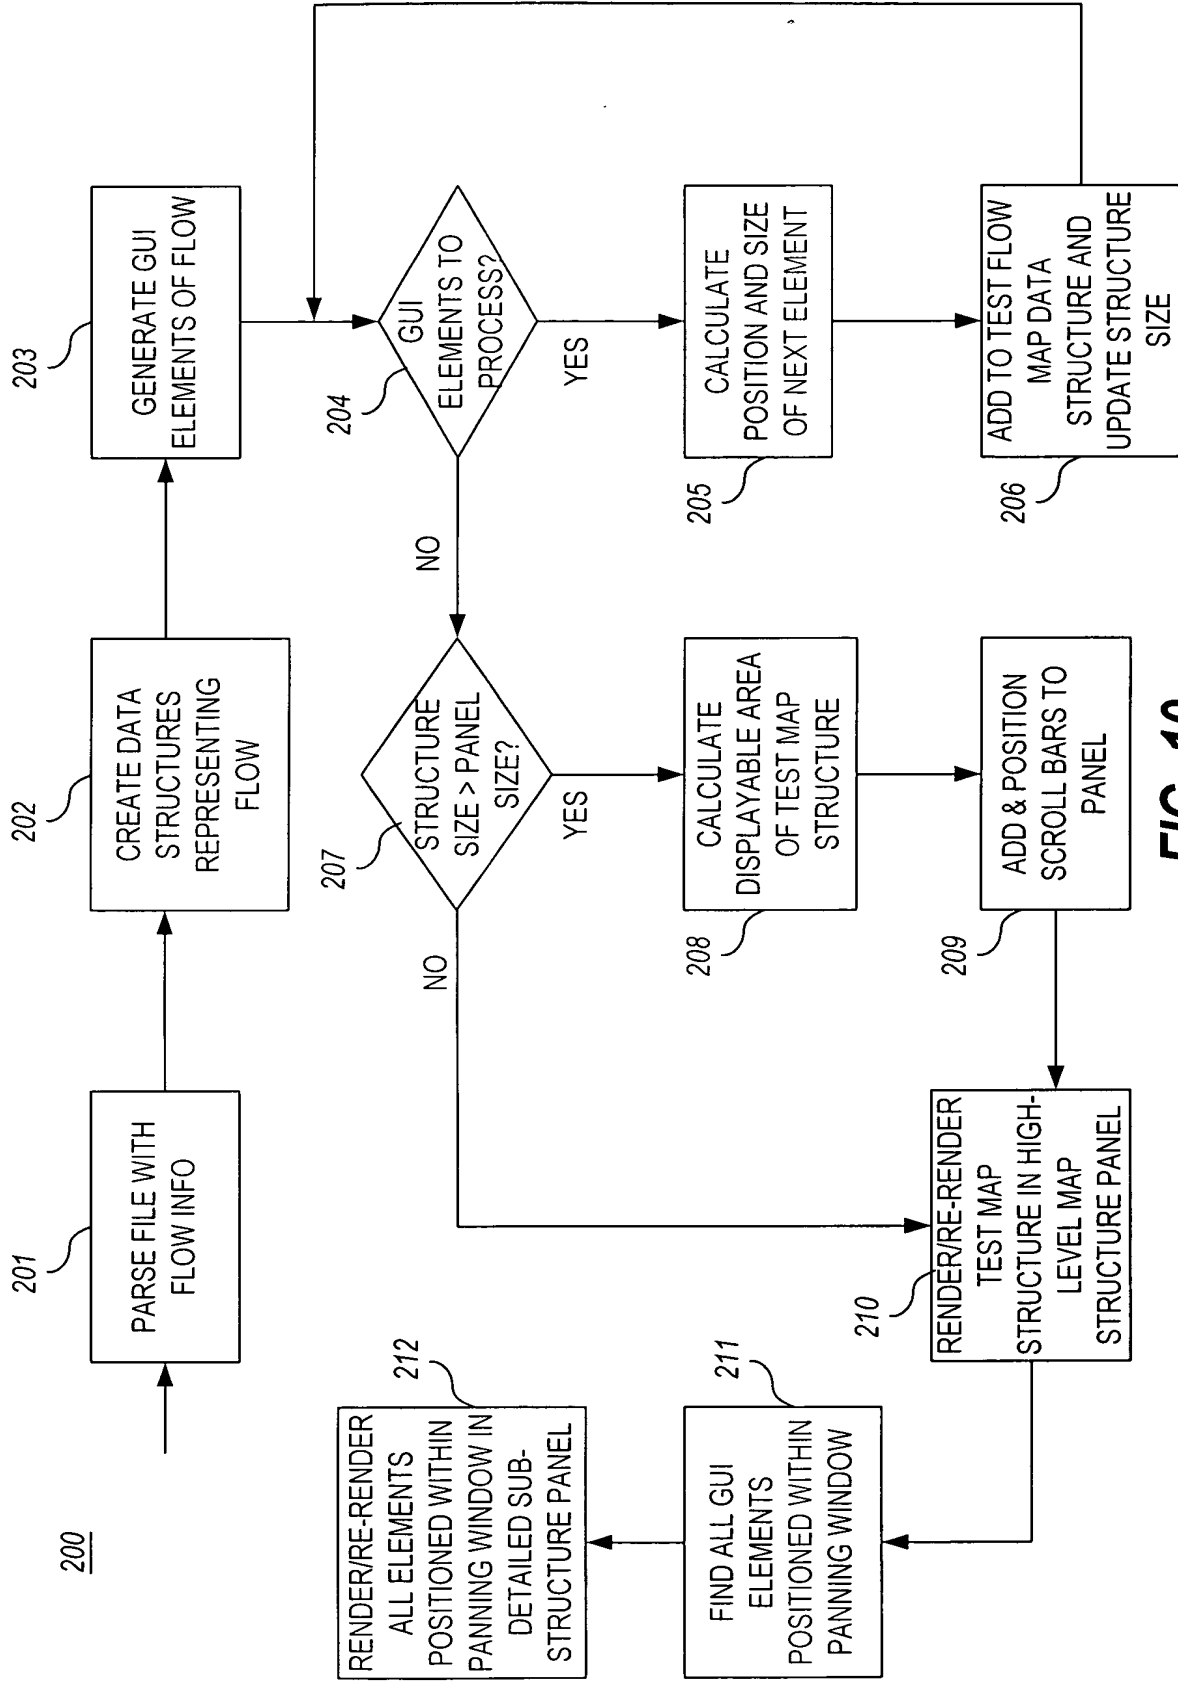 200
201
PARSE FILE WITH
FLOW INFO
202
CREATE DATA
STRUCTURES
REPRESENTING
FLOW
203
GENERATE GUI
ELEMENTS OF FLOW
204
GUI
ELEMENTS TO
PROCESS?
NO
YES
205
CALCULATE
POSITION AND SIZE
OF NEXT ELEMENT
206
ADD TO TEST FLOW
MAP DATA
STRUCTURE AND
UPDATE STRUCTURE
SIZE
207
STRUCTURE
SIZE > PANEL
SIZE?
NO
YES
208
CALCULATE
DISPLAYABLE AREA
OF TEST MAP
STRUCTURE
209
ADD & POSITION
SCROLL BARS TO
PANEL
210
RENDER/RE-RENDER
TEST MAP
STRUCTURE IN HIGH-
LEVEL MAP
STRUCTURE PANEL
211
FIND ALL GUI
ELEMENTS
POSITIONED WITHIN
PANNING WINDOW
212
RENDER/RE-RENDER
ALL ELEMENTS
POSITIONED WITHIN
PANNING WINDOW IN
DETAILED SUB-
STRUCTURE PANEL